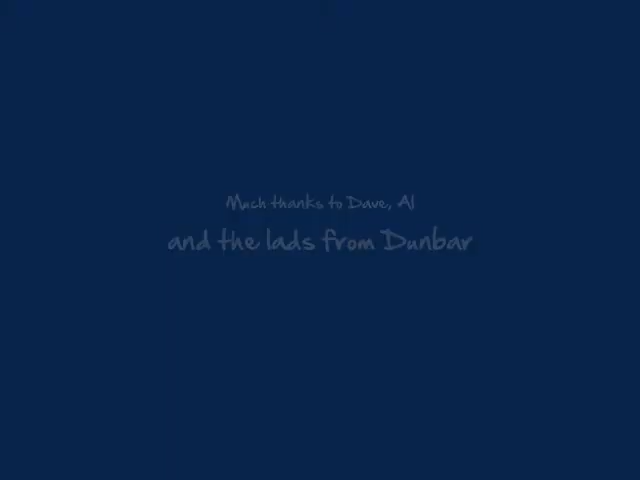 Much thanks to Dave, Al
and the lads from Dunbar